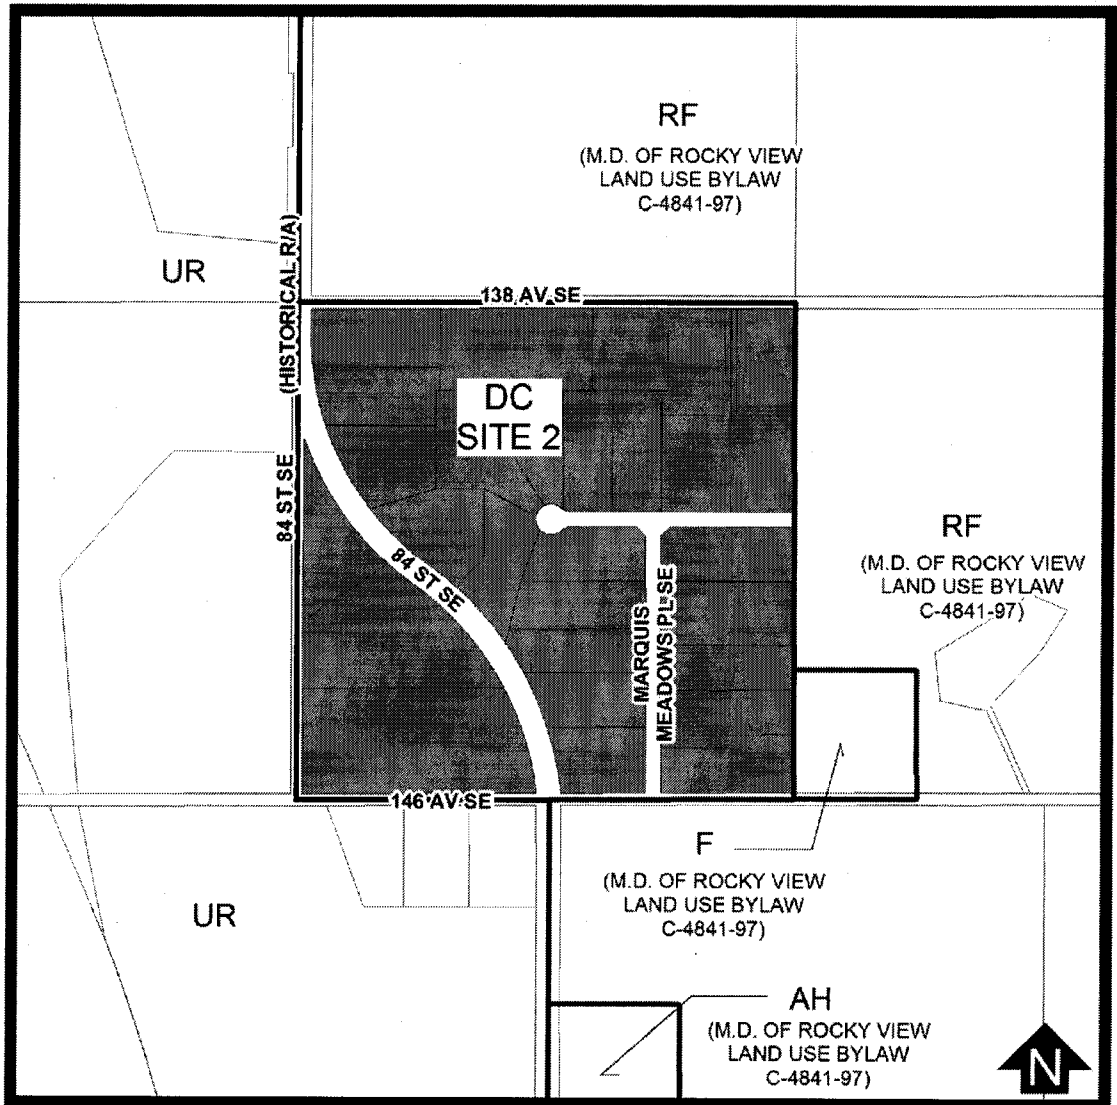 RF
(M.D. OF ROCKY VIEW
LAND USE BYLAW
C-4841-97)
UR
(HISTORICAL R/A)
138 AV SE
DC
SITE 2
84 ST SE
84 ST SE
RF
(M.D. OF ROCKY VIEW
LAND USE BYLAW
C-4841-97)
MARQUIS
MEADOWS PL SE
146 AV SE
F
(M.D. OF ROCKY VIEW
LAND USE BYLAW
C-4841-97)
UR
AH
(M.D. OF ROCKY VIEW
LAND USE BYLAW
C-4841-97)
N